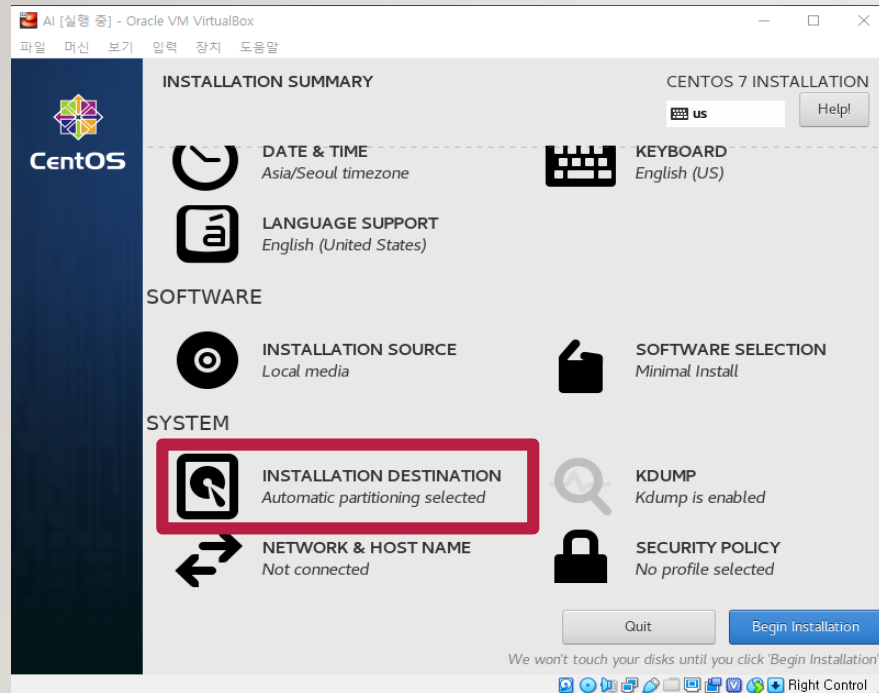 AI [실행 중] - Oracle VM VirtualBox
파일 머신 보기 입력 장치 도움말
INSTALLATION SUMMARY
CENTOS 7 INSTALLATION
us
Help!
CentOS
DATE & TIME
Asia/Seoul timezone
KEYBOARD
English (US)
á
LANGUAGE SUPPORT
English (United States)
SOFTWARE
INSTALLATION SOURCE
Local media
SOFTWARE SELECTION
Minimal Install
SYSTEM
INSTALLATION DESTINATION
Automatic partitioning selected
KDUMP
Kdump is enabled
NETWORK & HOST NAME
Not connected
SECURITY POLICY
No profile selected
Quit
Begin Installation
We won't touch your disks until you click 'Begin Installation'
Right Control